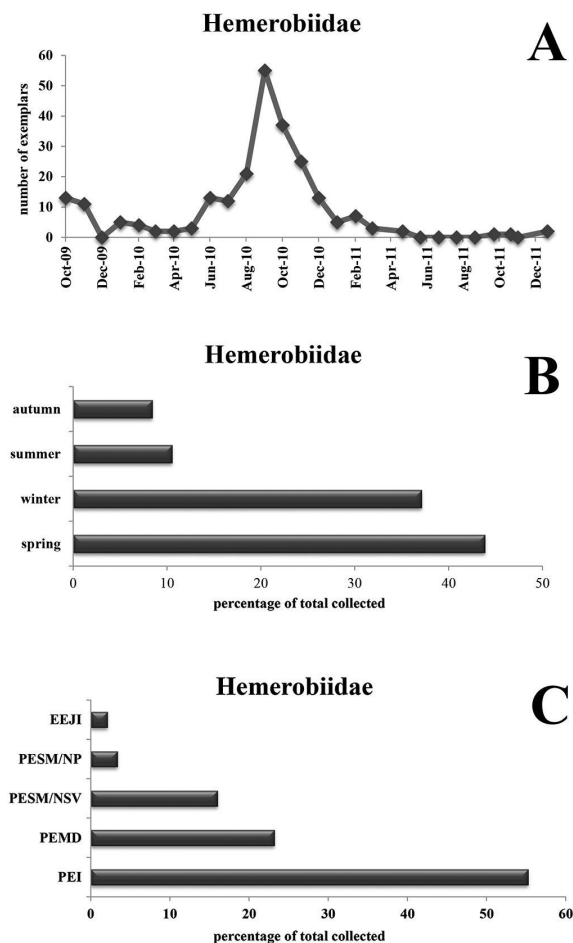 Hemerobiidae
A
number of exemplars
60
50
40
30
20
10
0
Oct-09
Dec-09
Feb-10
Apr-10
Jun-10
Aug-10
Oct-10
Dec-10
Feb-11
Apr-11
Jun-11
Aug-11
Oct-11
Dec-11
Hemerobiidae
B
autumn
summer
winter
spring
0 10 20 30 40 50
percentage of total collected
Hemerobiidae
C
EEJI
PESM/NP
PESM/NSV
PEMD
PEI
0 10 20 30 40 50 60
percentage of total collected